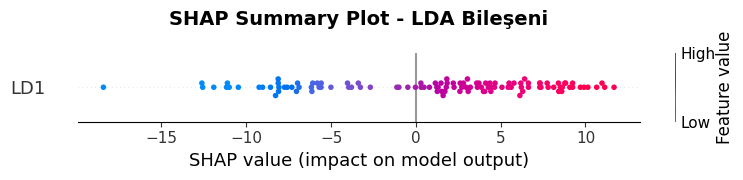 SHAP Summary Plot - LDA Bileşeni
LD1
High
Low
Feature value
−15
−10
−5
0
5
10
SHAP value (impact on model output)